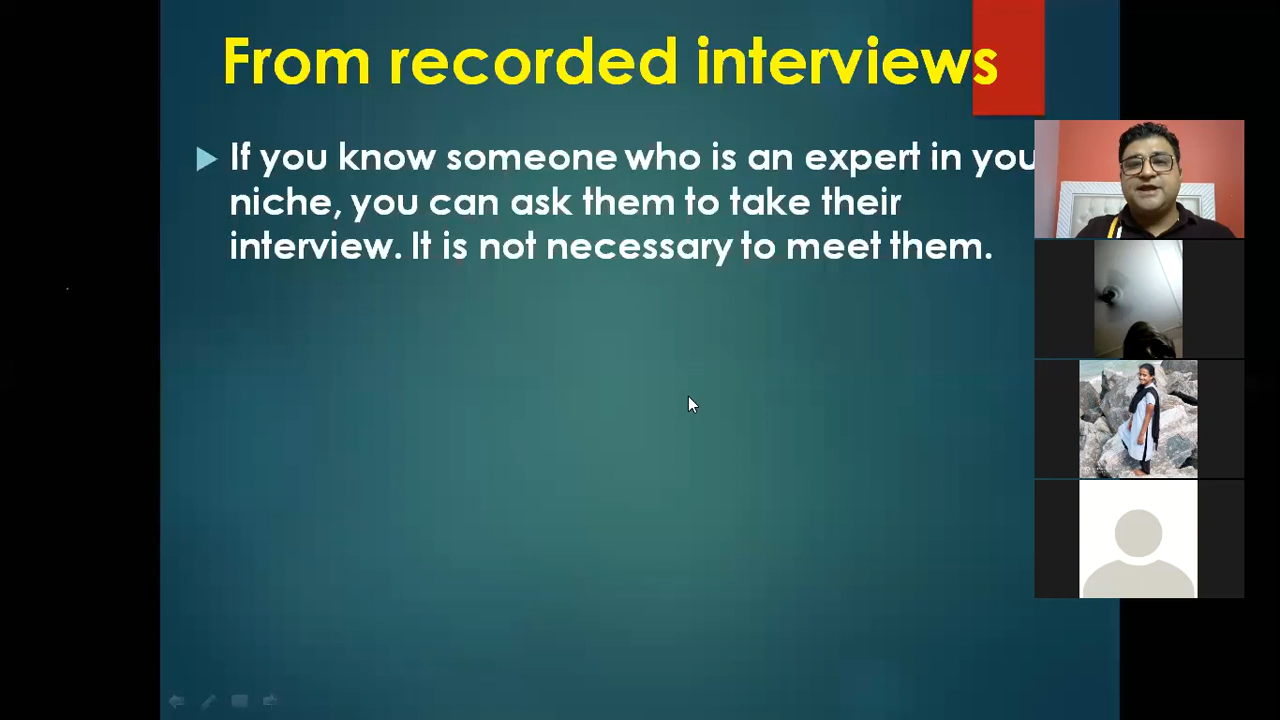 From recorded interviews
If you know someone who is an expert in you
niche, you can ask them to take their
interview. It is not necessary to meet them.